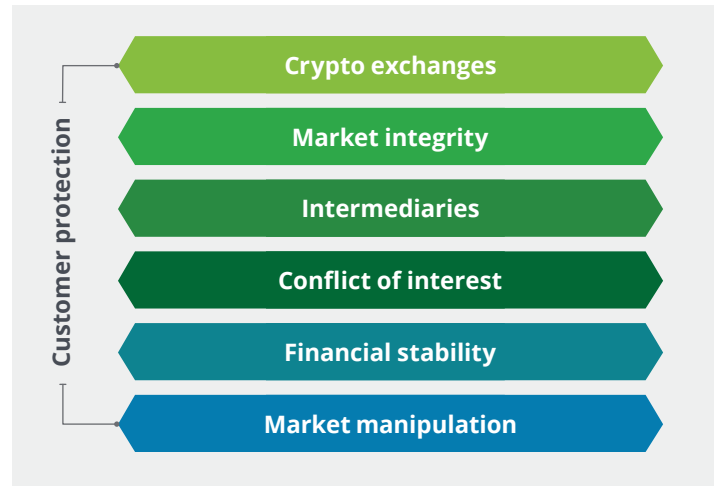 Customer protection
Crypto exchanges
Market integrity
Intermediaries
Conflict of interest
Financial stability
Market manipulation